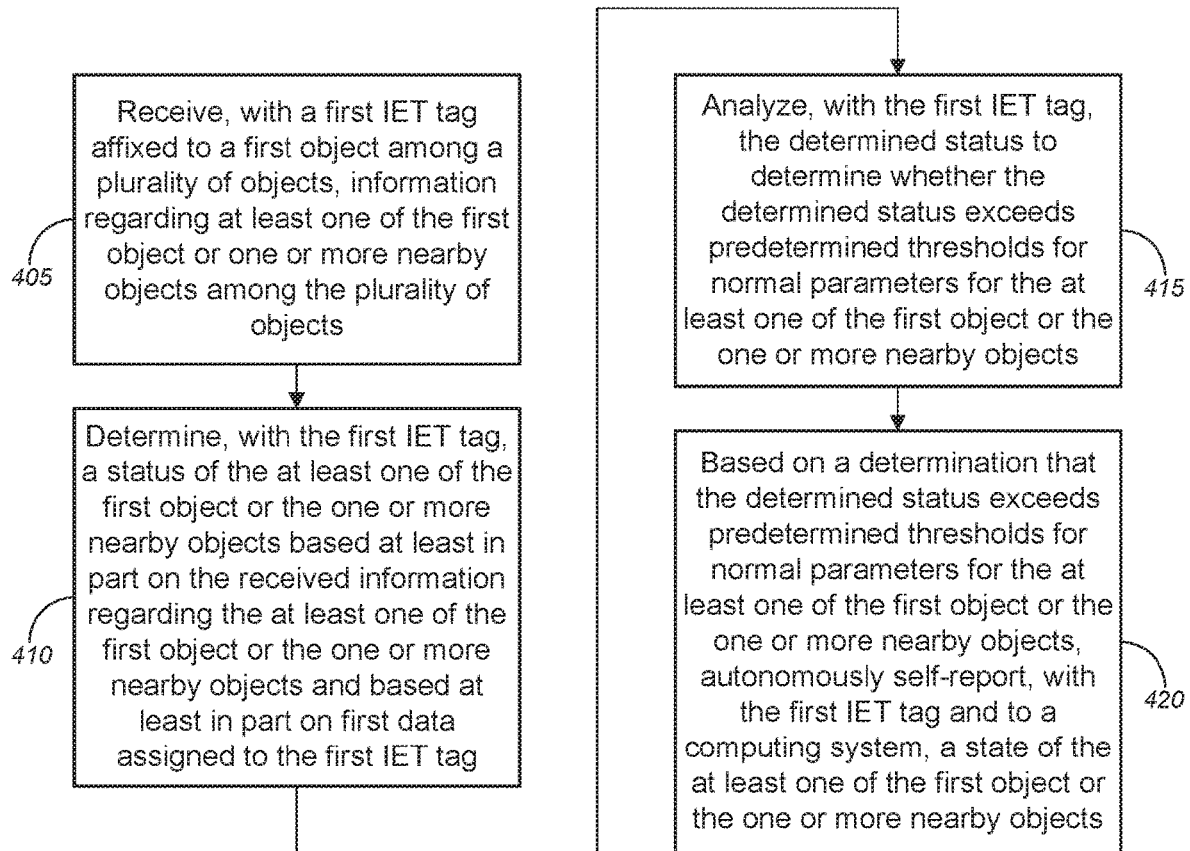 Receive, with a first IET tag
affixed to a first object among a
plurality of objects, information
regarding at least one of the first
object or one or more nearby
objects among the plurality of
objects
405
Determine, with the first IET tag,
a status of the at least one of the
first object or the one or more
nearby objects based at least in
part on the received information
regarding the at least one of the
first object or the one or more
nearby objects and based at
least in part on first data
assigned to the first IET tag
410
Analyze, with the first IET tag,
the determined status to
determine whether the
determined status exceeds
predetermined thresholds for
normal parameters for the at
least one of the first object or the
one or more nearby objects
415
Based on a determination that
the determined status exceeds
predetermined thresholds for
normal parameters for the at
least one of the first object or the
one or more nearby objects,
autonomously self-report, with
the first IET tag and to a
computing system, a state of the
at least one of the first object or
the one or more nearby objects
420